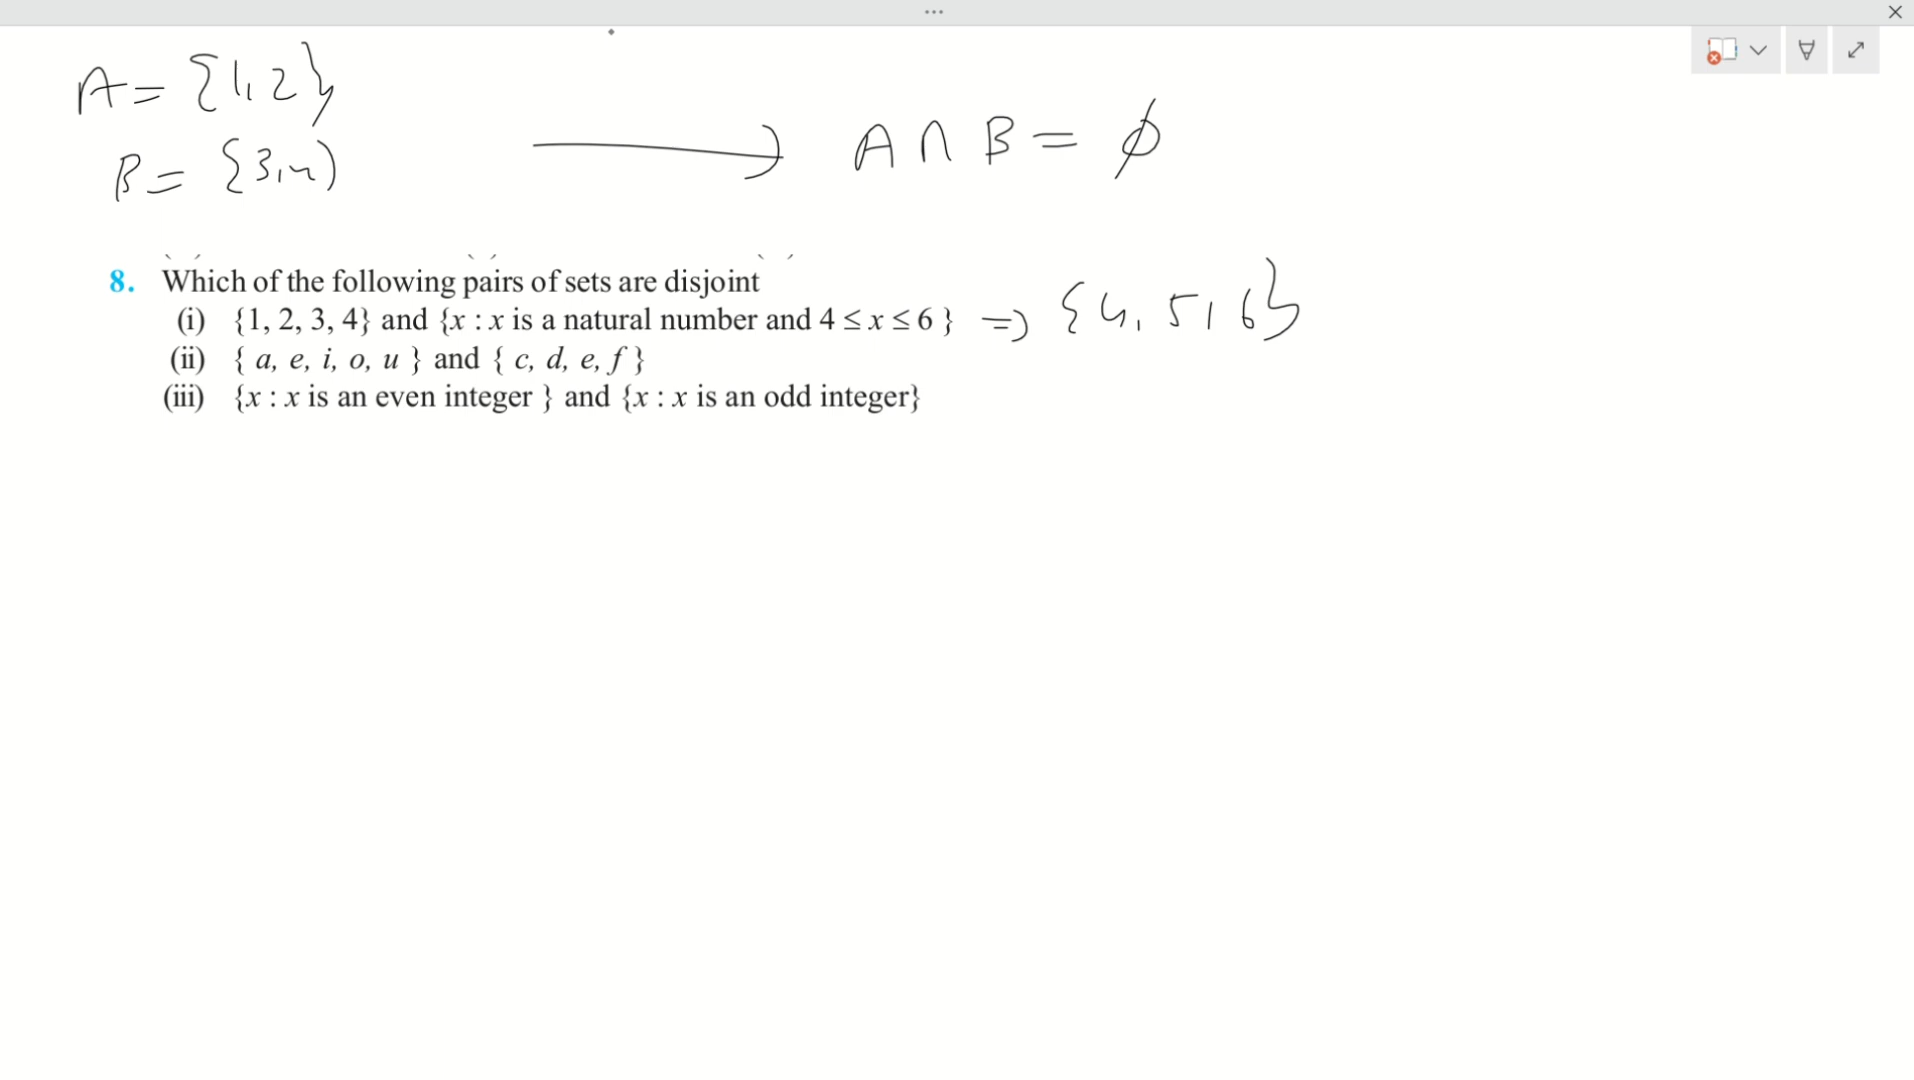 A = {1, 2}
B = {3, 4)
A ∩ B = ϕ
8. Which of the following pairs of sets are disjoint
(i) {1, 2, 3, 4} and {x : x is a natural number and 4 ≤ x ≤ 6 } ⇒ {4, 5, 6}
(ii) { a, e, i, o, u } and { c, d, e, f }
(iii) {x : x is an even integer } and {x : x is an odd integer}